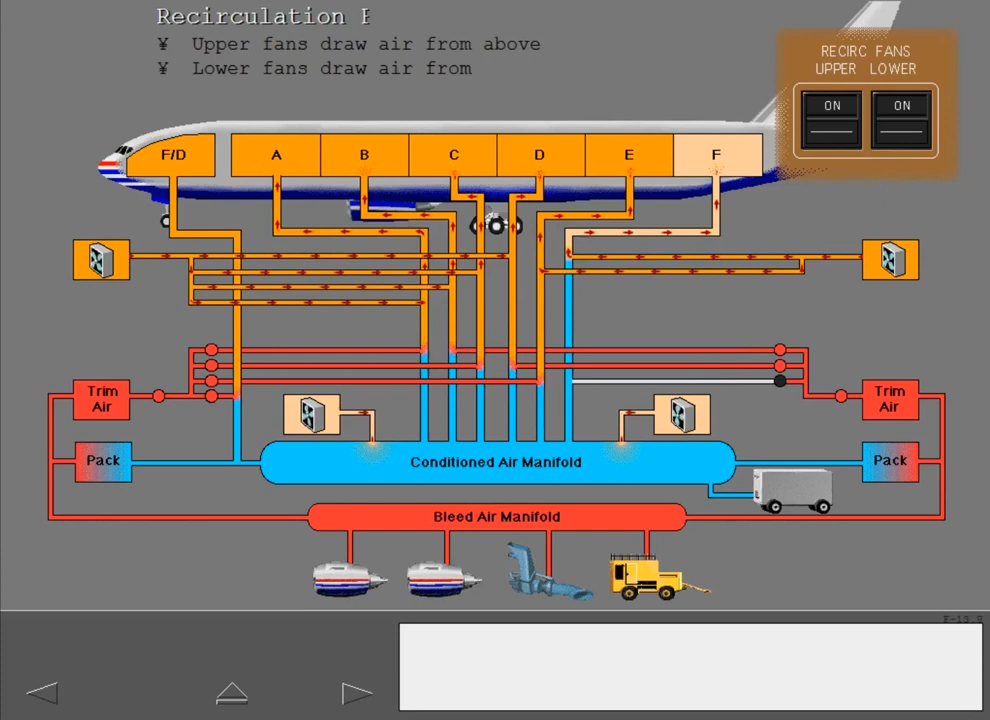 Recirculation F
¥ Upper fans draw air from above
¥ Lower fans draw air from
RECIRC FANS
UPPER LOWER
ON ON
F/D A B C D E F
Trim Air
Trim Air
Pack
Conditioned Air Manifold
Pack
Bleed Air Manifold